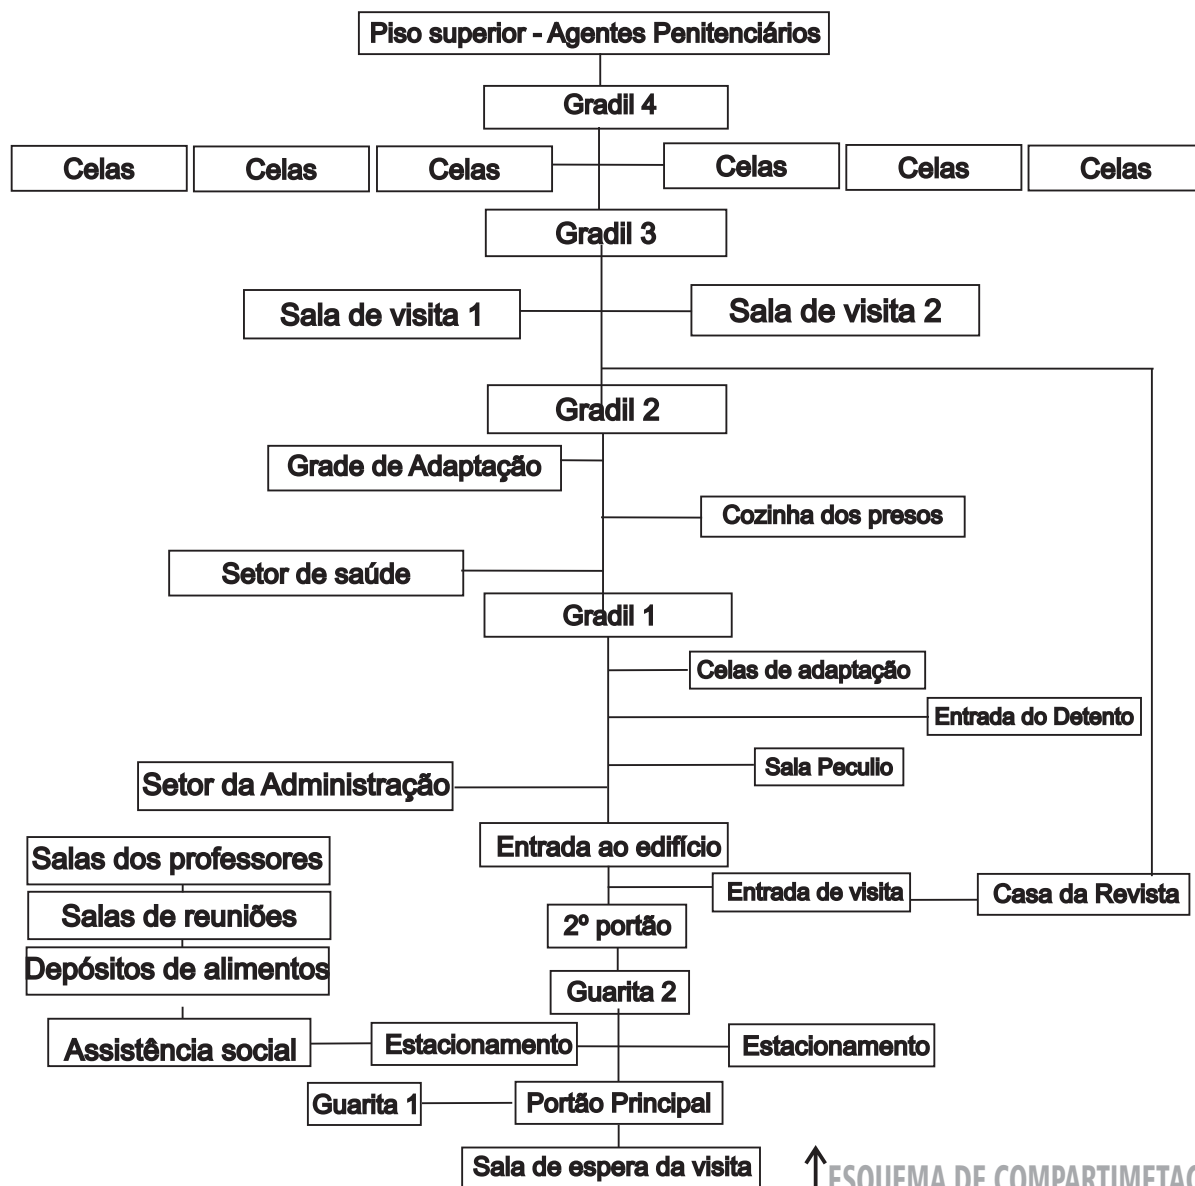 Piso superior - Agentes Penitenciários
Gradil 4
Celas
Celas
Celas
Celas
Celas
Celas
Gradil 3
Sala de visita 1
Sala de visita 2
Gradil 2
Grade de Adaptação
Cozinha dos presos
Setor de saúde
Gradil 1
Celas de adaptação
Entrada do Detento
Sala Peculio
Setor da Administração
Entrada ao edifício
Salas dos professores
Entrada de visita
Casa da Revista
Salas de reuniões
2º portão
Depósitos de alimentos
Guarita 2
Assistência social
Estacionamento
Estacionamento
Guarita 1
Portão Principal
Sala de espera da visita
ESQUEMA DE COMPARTIMETAÇ